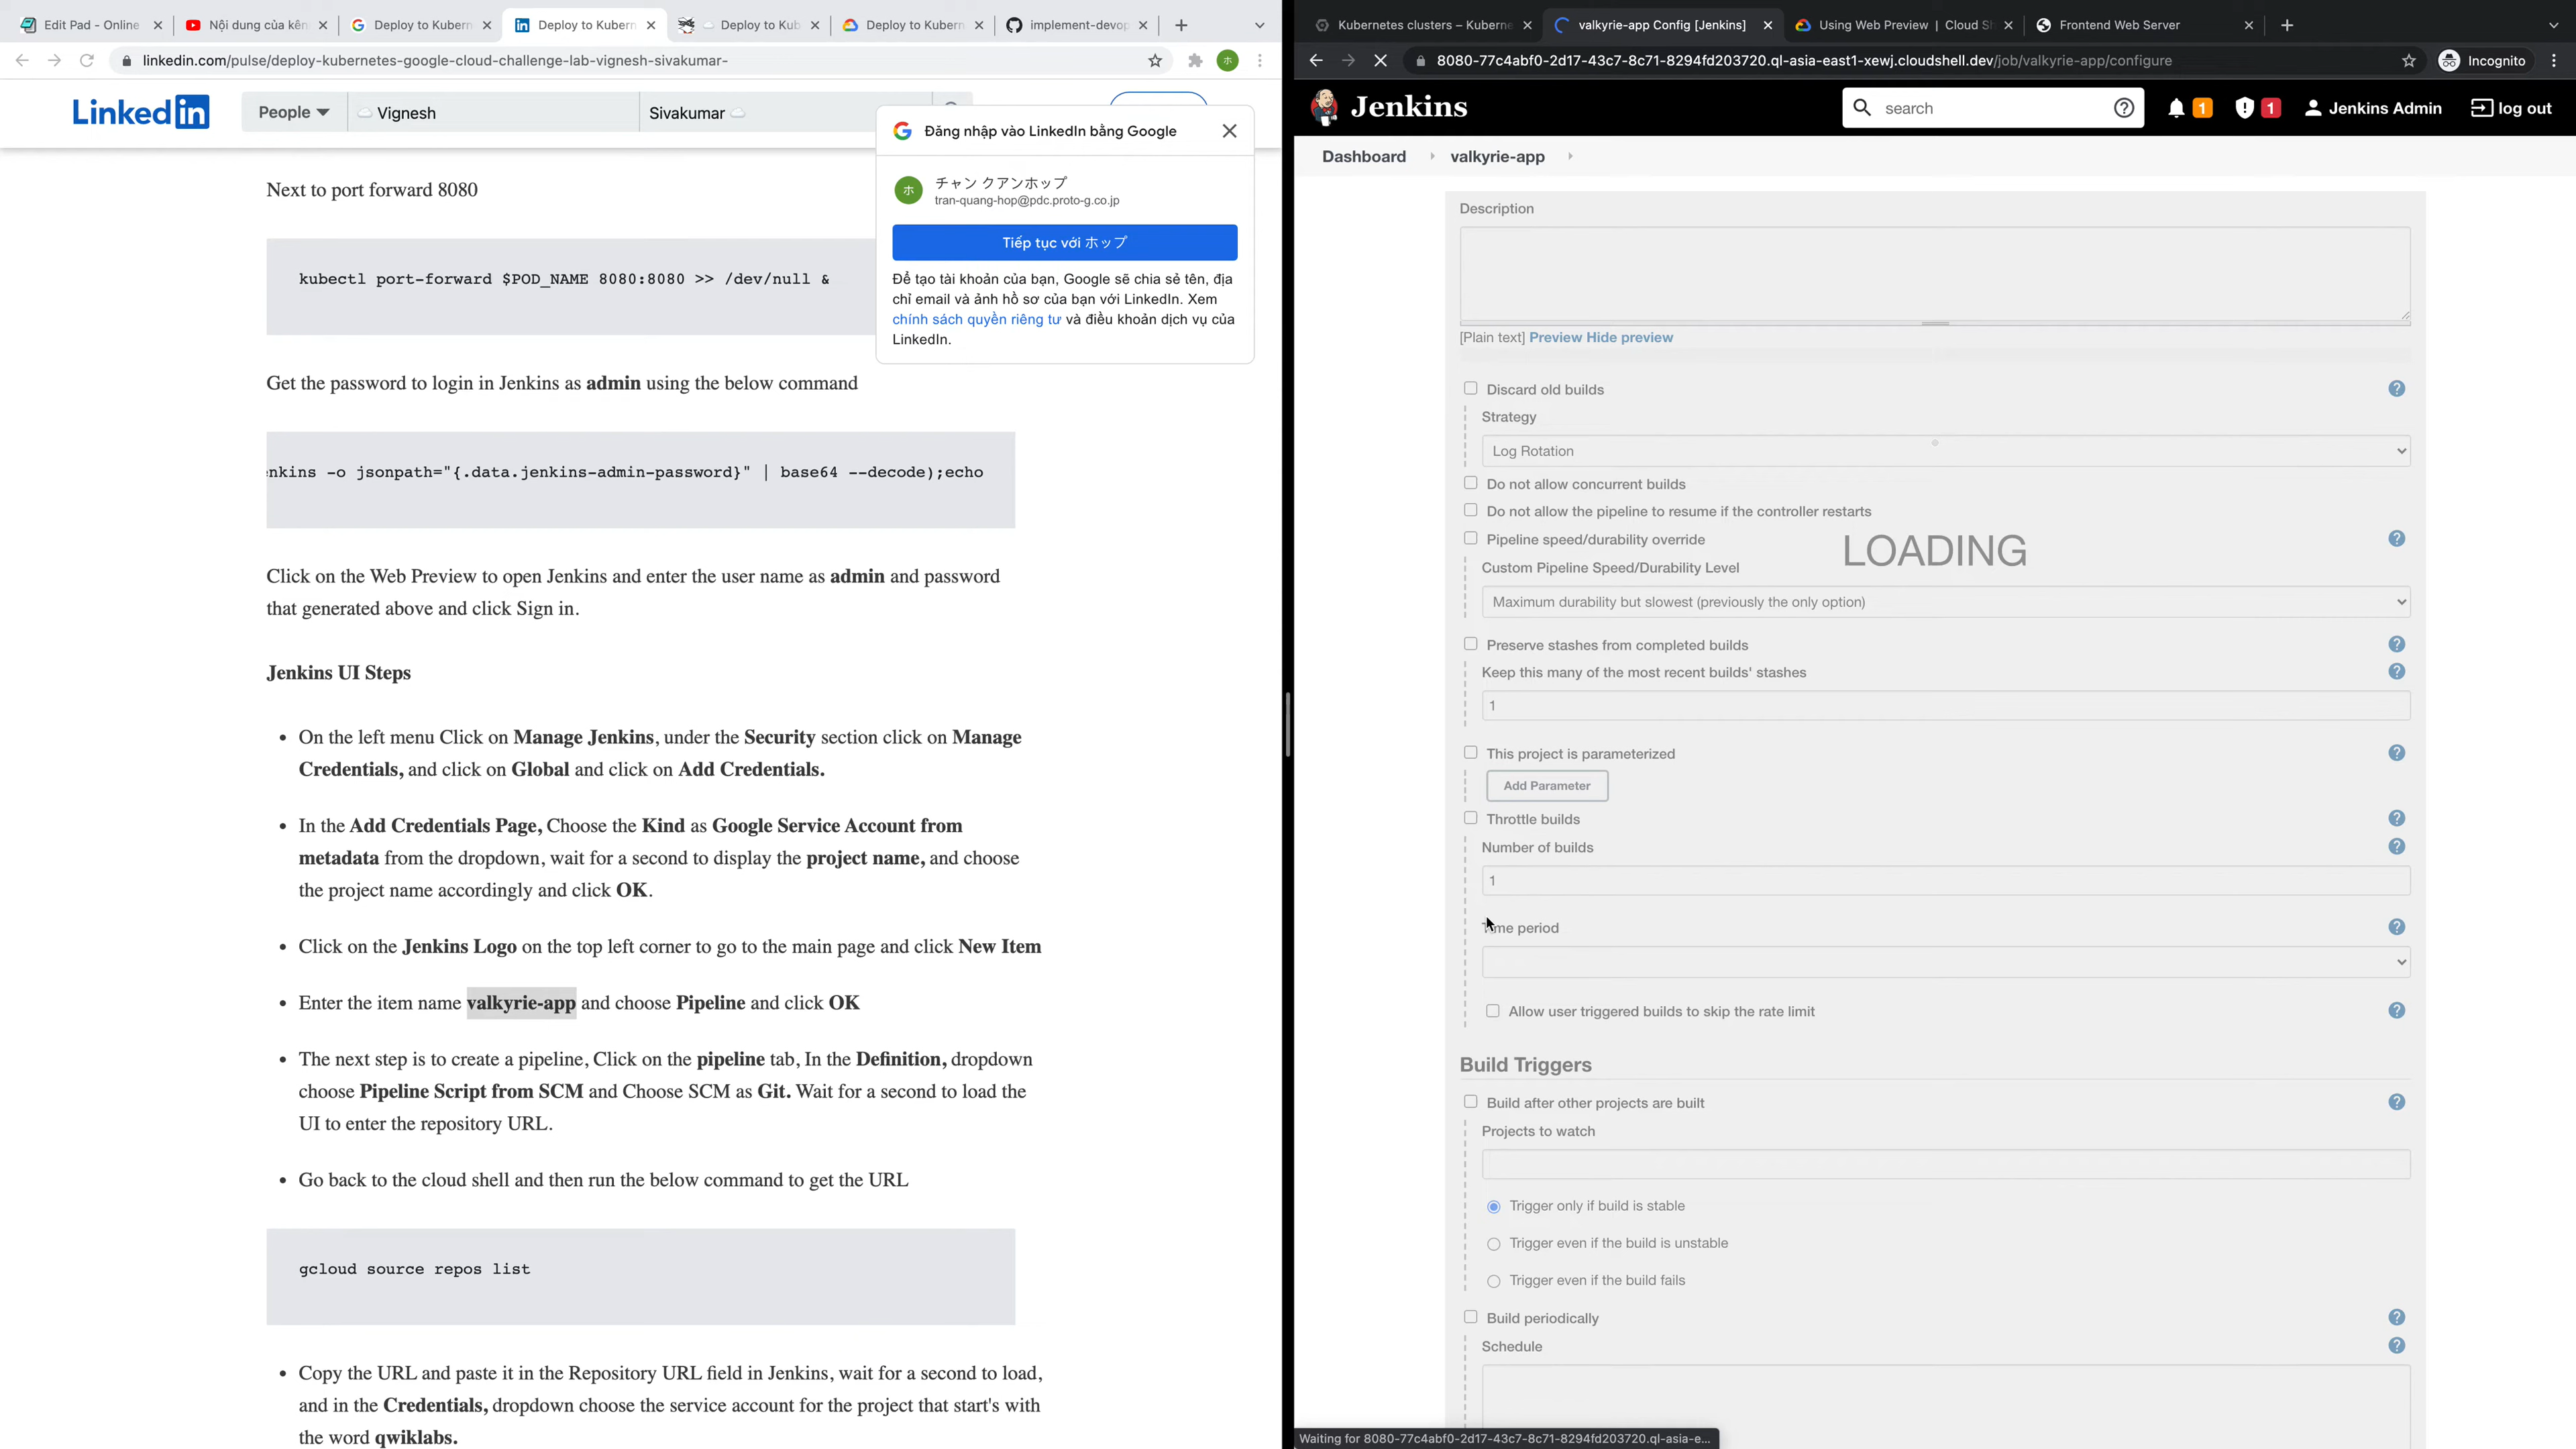 Edit Pad - Online
Nội dung của kên
Deploy to Kubern
Deploy to Kubern
Deploy to Kub
Deploy to Kubern
implement-devop
linkedin.com/pulse/deploy-kubernetes-google-cloud-challenge-lab-vignesh-sivakumar-
Linked in
People
Vignesh
Sivakumar
Đăng nhập vào LinkedIn bằng Google
ホ
チャン クアンホップ
tran-quang-hop@pdc.proto-g.co.jp
Tiếp tục với ホップ
Để tạo tài khoản của bạn, Google sẽ chia sẻ tên, địa
chỉ email và ảnh hồ sơ của bạn với LinkedIn. Xem
chính sách quyền riêng tư và điều khoản dịch vụ của
LinkedIn.
Next to port forward 8080
kubectl port-forward $POD_NAME 8080:8080 >> /dev/null &
Get the password to login in Jenkins as admin using the below command
nkins -o jsonpath="{.data.jenkins-admin-password}" | base64 --decode);echo
Click on the Web Preview to open Jenkins and enter the user name as admin and password
that generated above and click Sign in.
Jenkins UI Steps
• On the left menu Click on Manage Jenkins, under the Security section click on Manage
Credentials, and click on Global and click on Add Credentials.
• In the Add Credentials Page, Choose the Kind as Google Service Account from
metadata from the dropdown, wait for a second to display the project name, and choose
the project name accordingly and click OK.
• Click on the Jenkins Logo on the top left corner to go to the main page and click New Item
• Enter the item name valkyrie-app and choose Pipeline and click OK
• The next step is to create a pipeline, Click on the pipeline tab, In the Definition, dropdown
choose Pipeline Script from SCM and Choose SCM as Git. Wait for a second to load the
UI to enter the repository URL.
• Go back to the cloud shell and then run the below command to get the URL
gcloud source repos list
• Copy the URL and paste it in the Repository URL field in Jenkins, wait for a second to load,
and in the Credentials, dropdown choose the service account for the project that start's with
the word qwiklabs.
Kubernetes clusters – Kuberne
valkyrie-app Config [Jenkins]
Using Web Preview | Cloud Sh
Frontend Web Server
8080-77c4abf0-2d17-43c7-8c71-8294fd203720.ql-asia-east1-xewj.cloudshell.dev/job/valkyrie-app/configure
Incognito
Jenkins
search
1
1
Jenkins Admin
log out
Dashboard
valkyrie-app
Description
[Plain text] Preview Hide preview
Discard old builds
Strategy
Log Rotation
Do not allow concurrent builds
Do not allow the pipeline to resume if the controller restarts
Pipeline speed/durability override
LOADING
Custom Pipeline Speed/Durability Level
Maximum durability but slowest (previously the only option)
Preserve stashes from completed builds
Keep this many of the most recent builds' stashes
1
This project is parameterized
Add Parameter
Throttle builds
Number of builds
1
Time period
Allow user triggered builds to skip the rate limit
Build Triggers
Build after other projects are built
Projects to watch
Trigger only if build is stable
Trigger even if the build is unstable
Trigger even if the build fails
Build periodically
Schedule
Waiting for 8080-77c4abf0-2d17-43c7-8c71-8294fd203720.ql-asia-e...